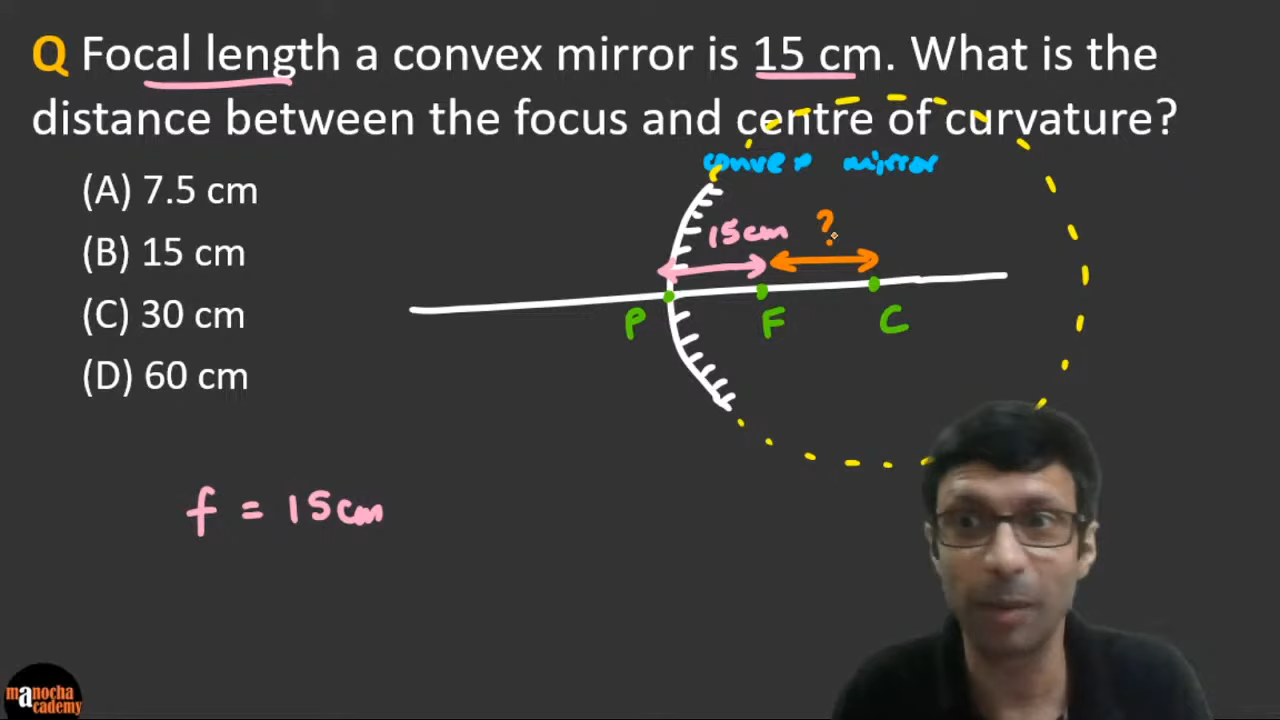 Q Focal length a convex mirror is 15 cm. What is the
distance between the focus and centre of curvature?
convex mirror
(A) 7.5 cm
15cm ?
(B) 15 cm
P F C
(C) 30 cm
(D) 60 cm
f = 15cm
manocha
academy